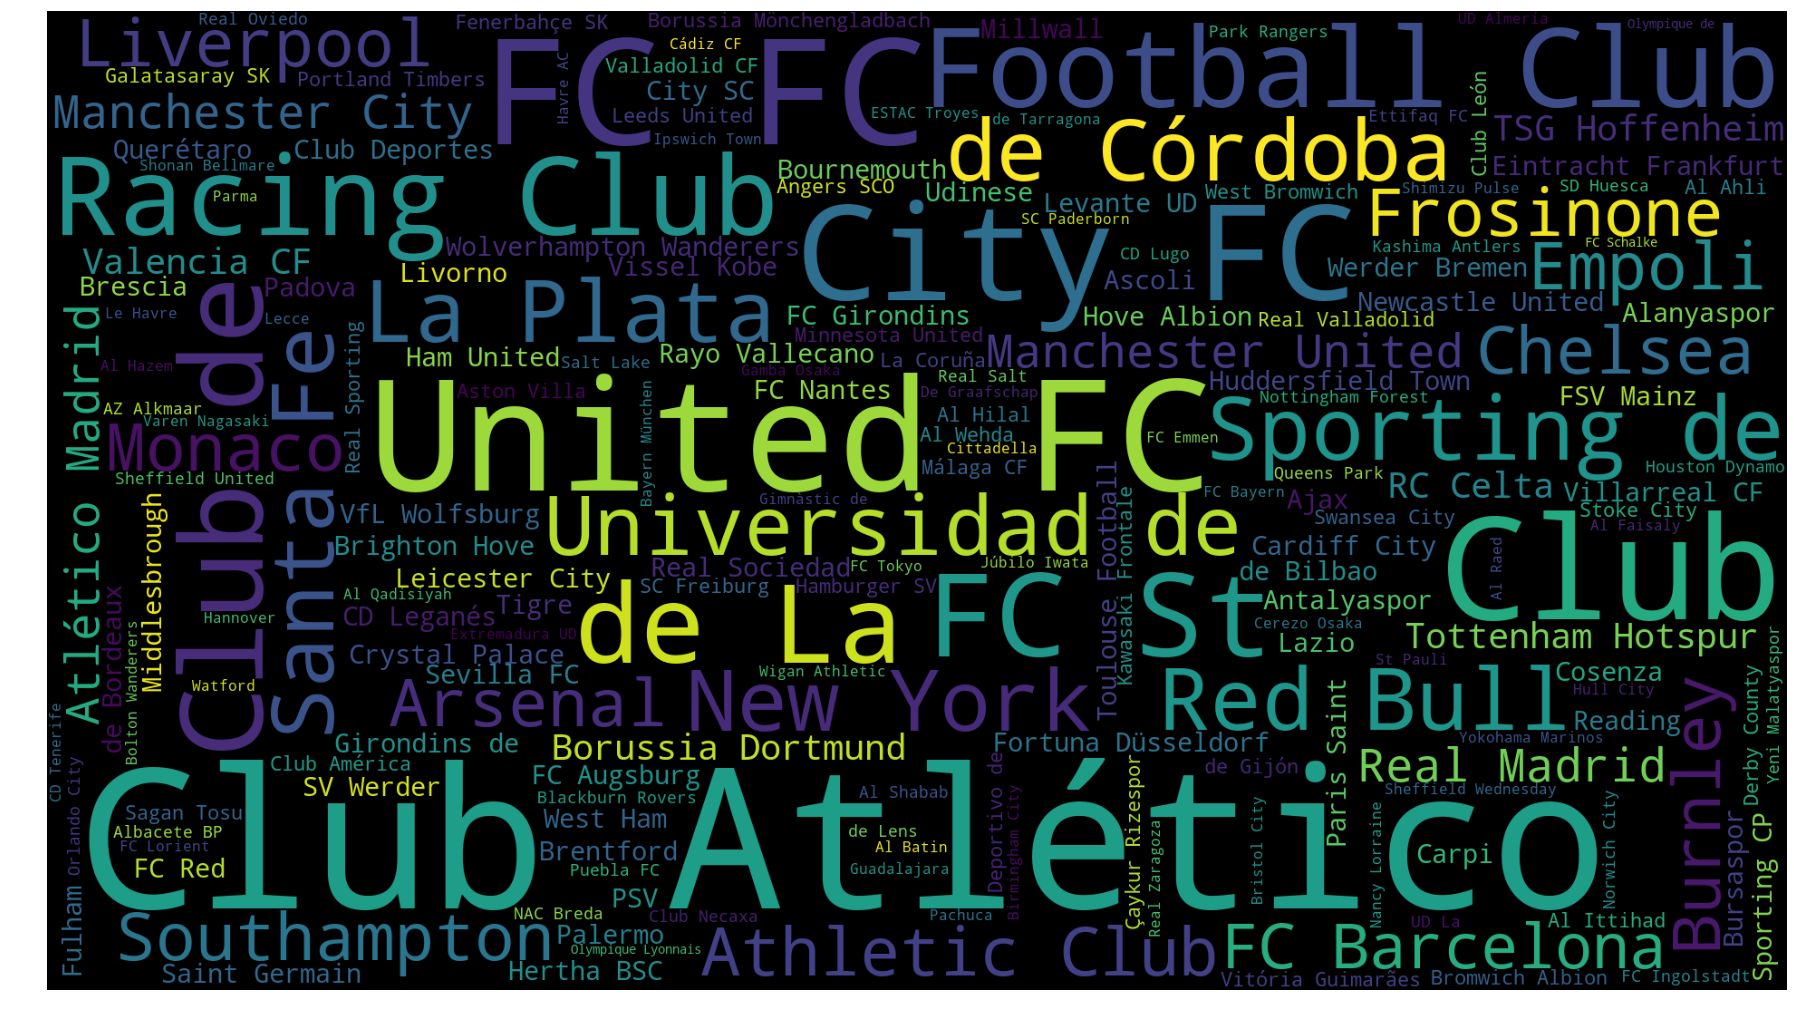 Real Oviedo
Fenerbahçe SK
Borussia Mönchengladbach
Millwall
Park Rangers
UD Almería
Olympique de
Liverpool
FC FC
Football Club
Cádiz CF
Galatasaray SK
Portland Timbers
Havre AC
Valladolid CF
City SC
Leeds United
Ipswich Town
ESTAC Troyes
de Tarragona
Ettifaq FC
Club León
TSG Hoffenheim
Manchester City
Querétaro
Club Deportes
Shonan Bellmare
de Córdoba
Eintracht Frankfurt
Racing Club
Parma
Bournemouth
Angers SCO
Udinese
Levante UD
West Bromwich
Shimizu Pulse
SD Huesca
Al Ahli
City FC
SC Paderborn
Frosinone
Wolverhampton Wanderers
Kashima Antlers
FC Schalke
Valencia CF
Livorno
Vissel Kobe
CD Lugo
Ascoli
Werder Bremen
Empoli
Brescia
Padova
La Plata
Newcastle United
Le Havre
Lecce
FC Girondins
Hove Albion
Real Valladolid
Alanyaspor
Atlético Madrid
Club de
Santa Fe
Real Sporting
Minnesota United
Manchester United
Chelsea
Al Hazem
Ham United
Salt Lake
Rayo Vallecano
La Coruña
Gamba Osaka
Real Salt
Huddersfield Town
AZ Alkmaar
Aston Villa
Bayern München
FC Nantes
De Graafschap
Nottingham Forest
FSV Mainz
Varen Nagasaki
Monaco
United FC
Al Hilal
Al Wehda
Cittadella
Málaga CF
FC Emmen
Sporting de
Sheffield United
Queens Park
Houston Dynamo
Middlesbrough
Gimnàstic de
Toulouse Football
Kawasaki Frontale
FC Bayern
Ajax
RC Celta
Villarreal CF
VfL Wolfsburg
Universidad de
Swansea City
Stoke City
Al Faisaly
Brighton Hove
Cardiff City
Club
Real Sociedad
FC Tokyo
Júbilo Iwata
Leicester City
SC Freiburg
Hamburger SV
de Bilbao
Al Raed
Al Qadisiyah
Tigre
de La
FC St
Antalyaspor
de Bordeaux
Hannover
CD Leganés
Cerezo Osaka
Bolton Wanderers
Extremadura UD
Lazio
Tottenham Hotspur
Crystal Palace
Sevilla FC
Wigan Athletic
St Pauli
Cosenza
Watford
Arsenal
New York
Red Bull
Hull City
Derby County
Yeni Malatyaspor
CD Tenerife
Reading
Burnley
Girondins de
Borussia Dortmund
Fortuna Düsseldorf
Yokohama Marinos
Club América
FC Augsburg
de Gijón
Paris Saint
Real Madrid
SV Werder
Orlando City
Blackburn Rovers
Al Shabab
Deportivo de
Birmingham City
Çaykur Rizespor
Sheffield Wednesday
Sagan Tosu
West Ham
Club Atlético
Albacete BP
de Lens
Real Zaragoza
Bristol City
Nancy Lorraine
Norwich City
FC Lorient
Brentford
Al Batin
Carpi
Bursaspor
Sporting CP
FC Red
Puebla FC
Guadalajara
Fulham
PSV
Southampton
NAC Breda
Club Necaxa
Pachuca
UD La
Al Ittihad
Palermo
Athletic Club
FC Barcelona
Olympique Lyonnais
Saint Germain
Hertha BSC
Vitória Guimarães
Bromwich Albion
FC Ingolstadt